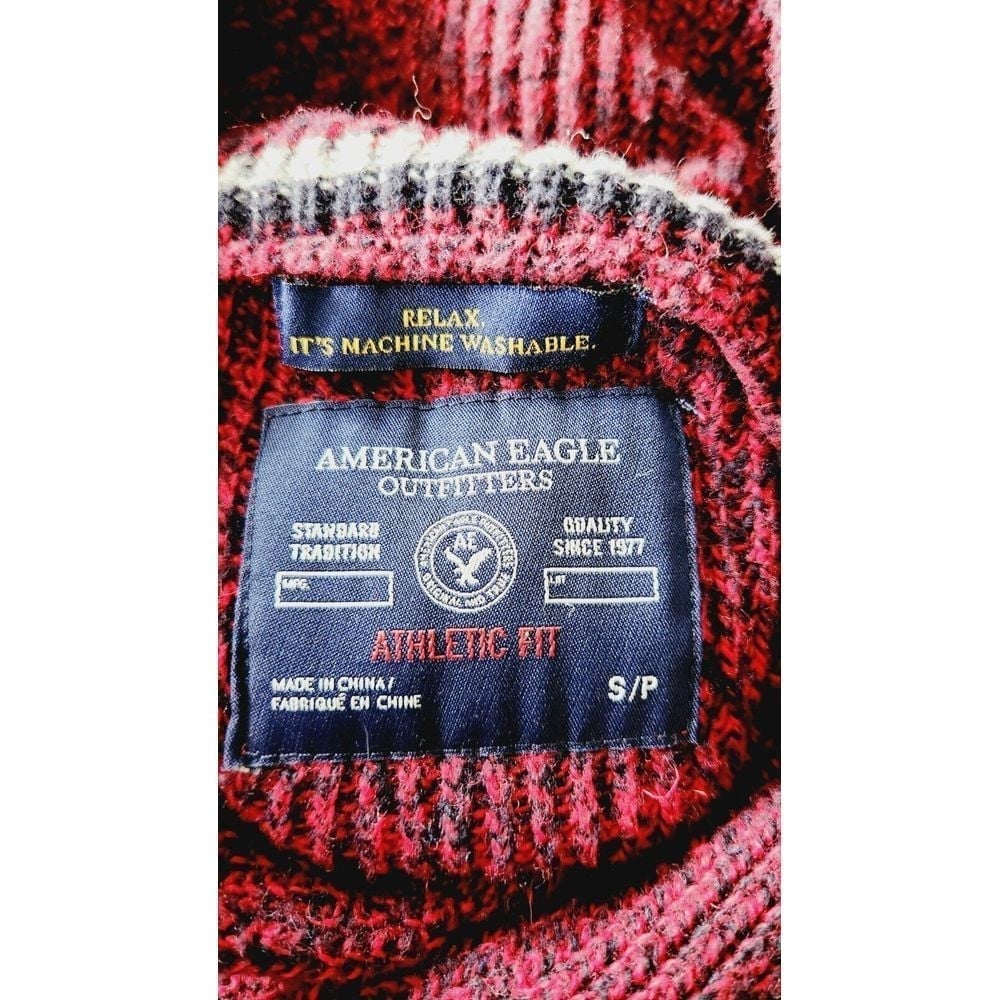 RELAX.
IT'S MACHINE WASHABLE.
AMERICAN EAGLE
OUTFITTERS
STANDARD
TRADITION
QUALITY
SINCE 1977
MFG.
AE
LOT
ATHLETIC FIT
MADE IN CHINA/
FABRIQUÉ EN CHINE
S/P